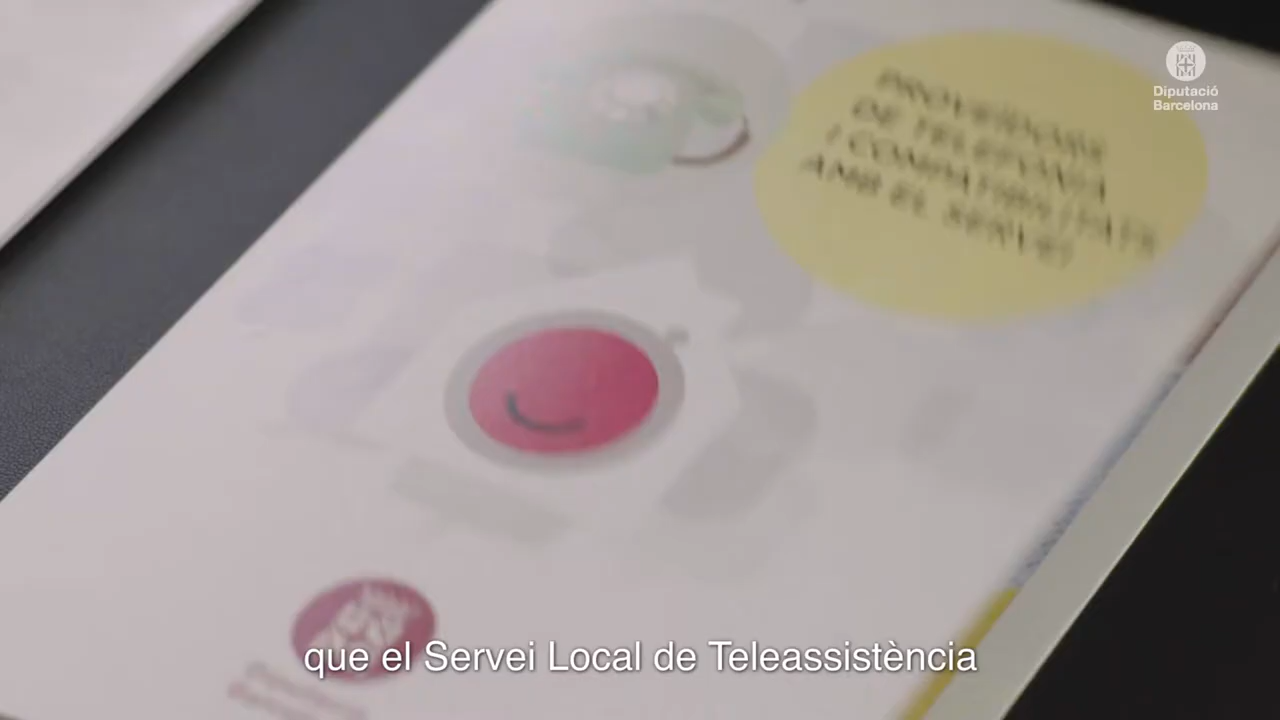 Diputació
Barcelona
PROVEÏDORS
DE TELEFONIA
I COMPATIBILITATS
AMB EL SERVEI
que el Servei Local de Teleassistència